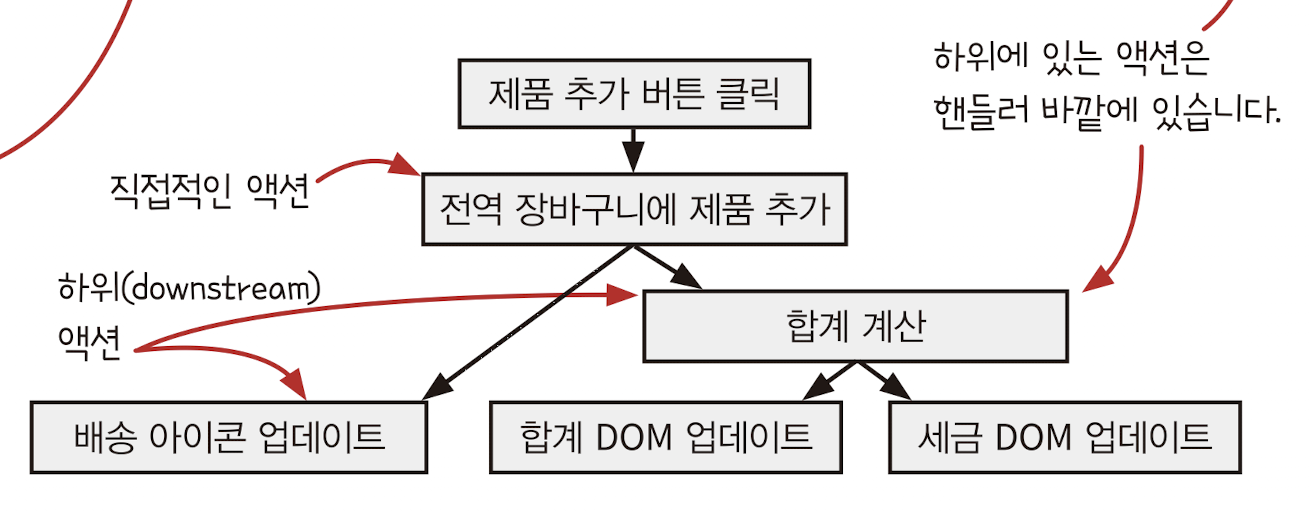 하위에 있는 액션은
핸들러 바깥에 있습니다.
제품 추가 버튼 클릭
직접적인 액션
전역 장바구니에 제품 추가
하위(downstream)
액션
합계 계산
배송 아이콘 업데이트
합계 DOM 업데이트
세금 DOM 업데이트